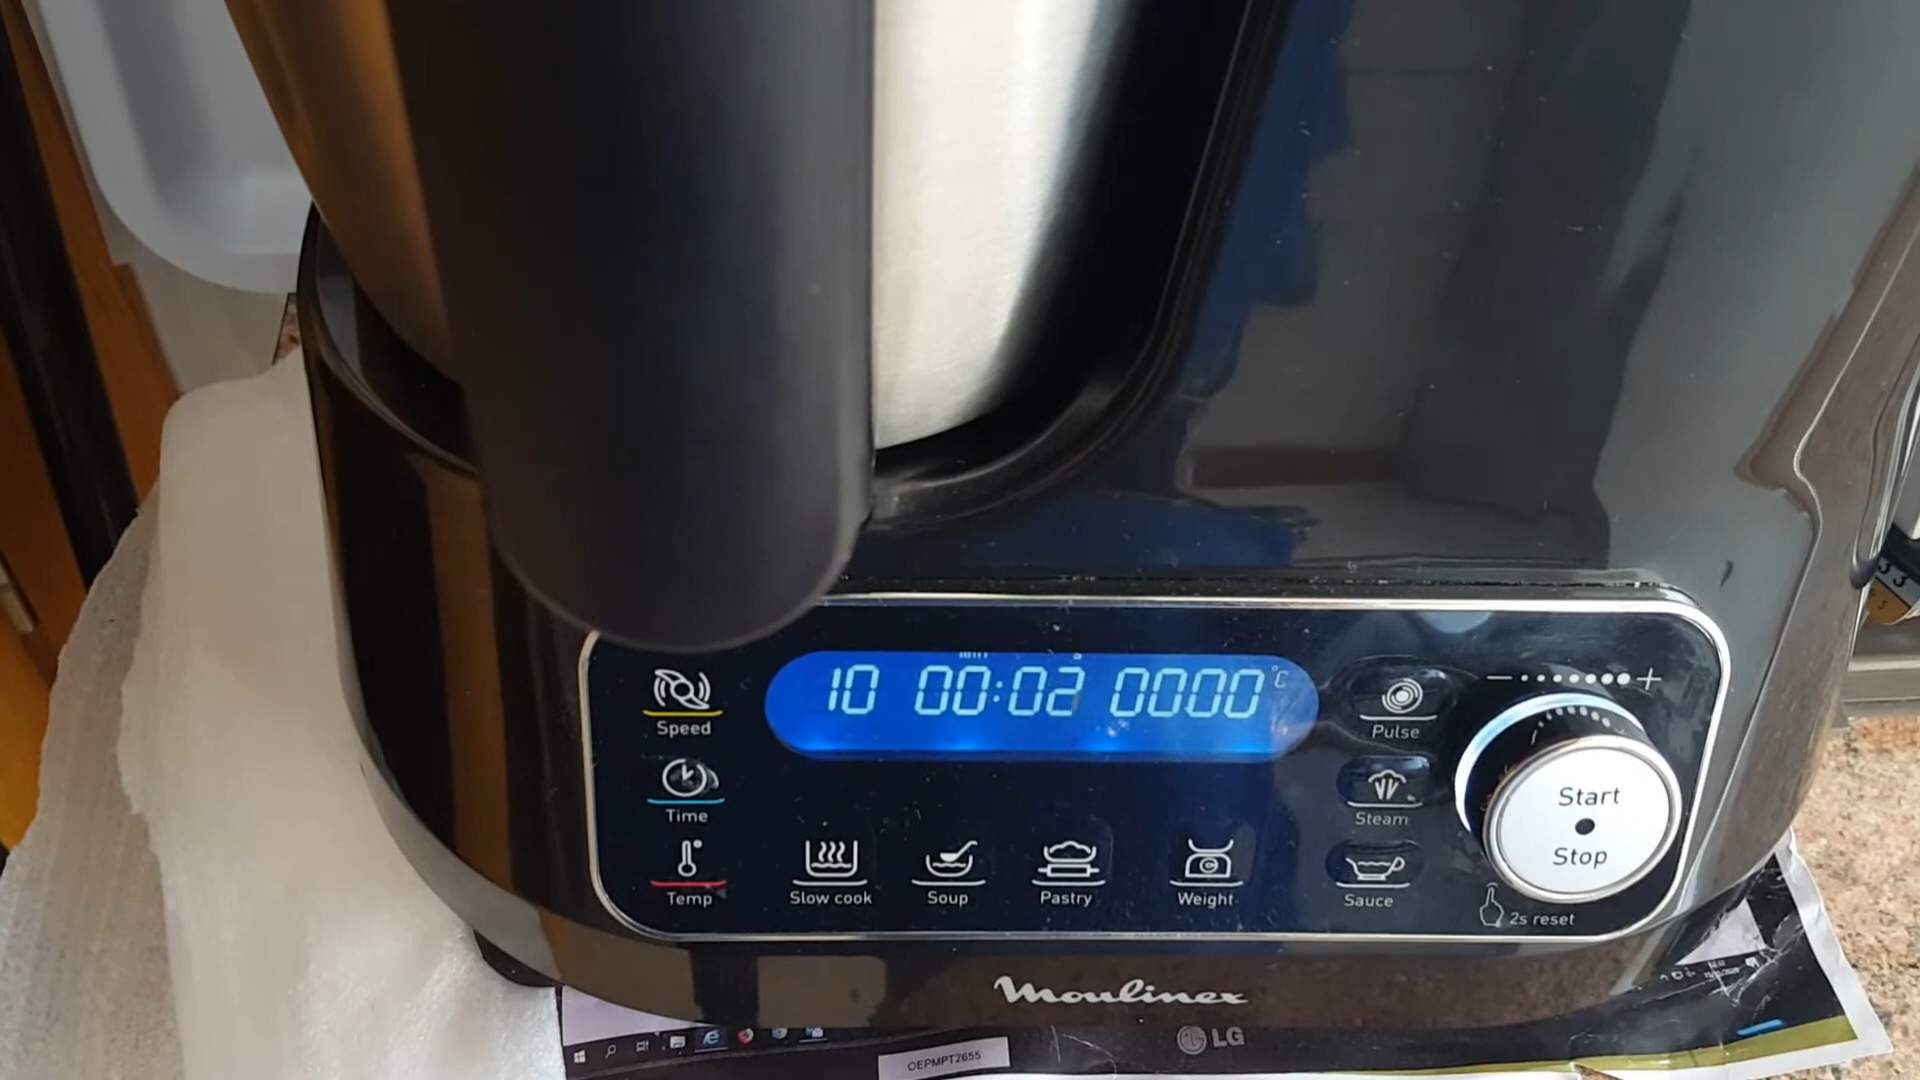 10 00:02 0000 °C
Speed
Pulse
Time
Start
Stop
Steam
Temp
Slow cook
Soup
Pastry
Weight
Sauce
2s reset
Moulinex
LG
OEPMPT2655